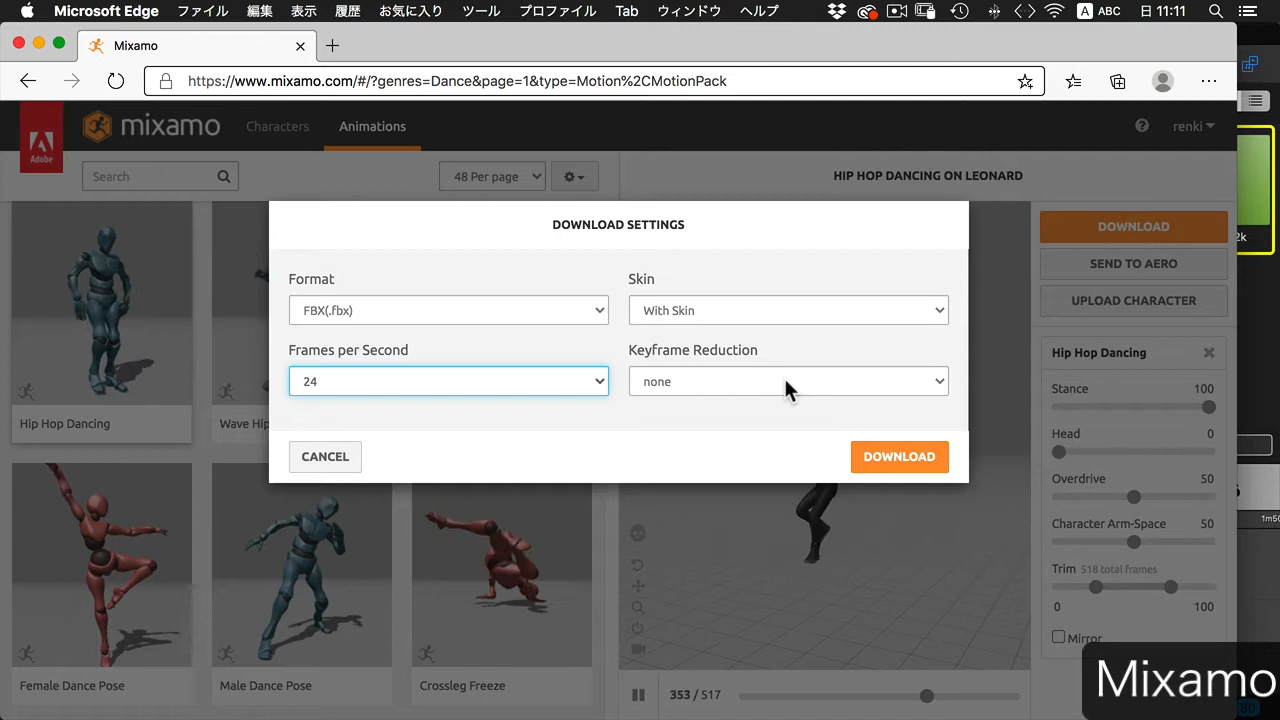 Microsoft Edge ファイル 編集 表示 履歴 お気に入り ツール プロファイル Tab ウィンドウ ヘルプ A ABC 日 11:11
Mixamo
https://www.mixamo.com/#/?genres=Dance&page=1&type=Motion%2CMotionPack
Adobe
mixamo
Characters
Animations
renki
Search
48 Per page
HIP HOP DANCING ON LEONARD
DOWNLOAD SETTINGS
Format
FBX(.fbx)
Skin
With Skin
Frames per Second
24
Keyframe Reduction
none
CANCEL
DOWNLOAD
DOWNLOAD
SEND TO AERO
UPLOAD CHARACTER
Hip Hop Dancing
Stance 100
Head 0
Overdrive 50
Character Arm-Space 50
Trim 518 total frames
0 100
Mirror
Hip Hop Dancing
Wave Hip
Female Dance Pose
Male Dance Pose
Crossleg Freeze
353 / 517
2k
1m50
Mixamo